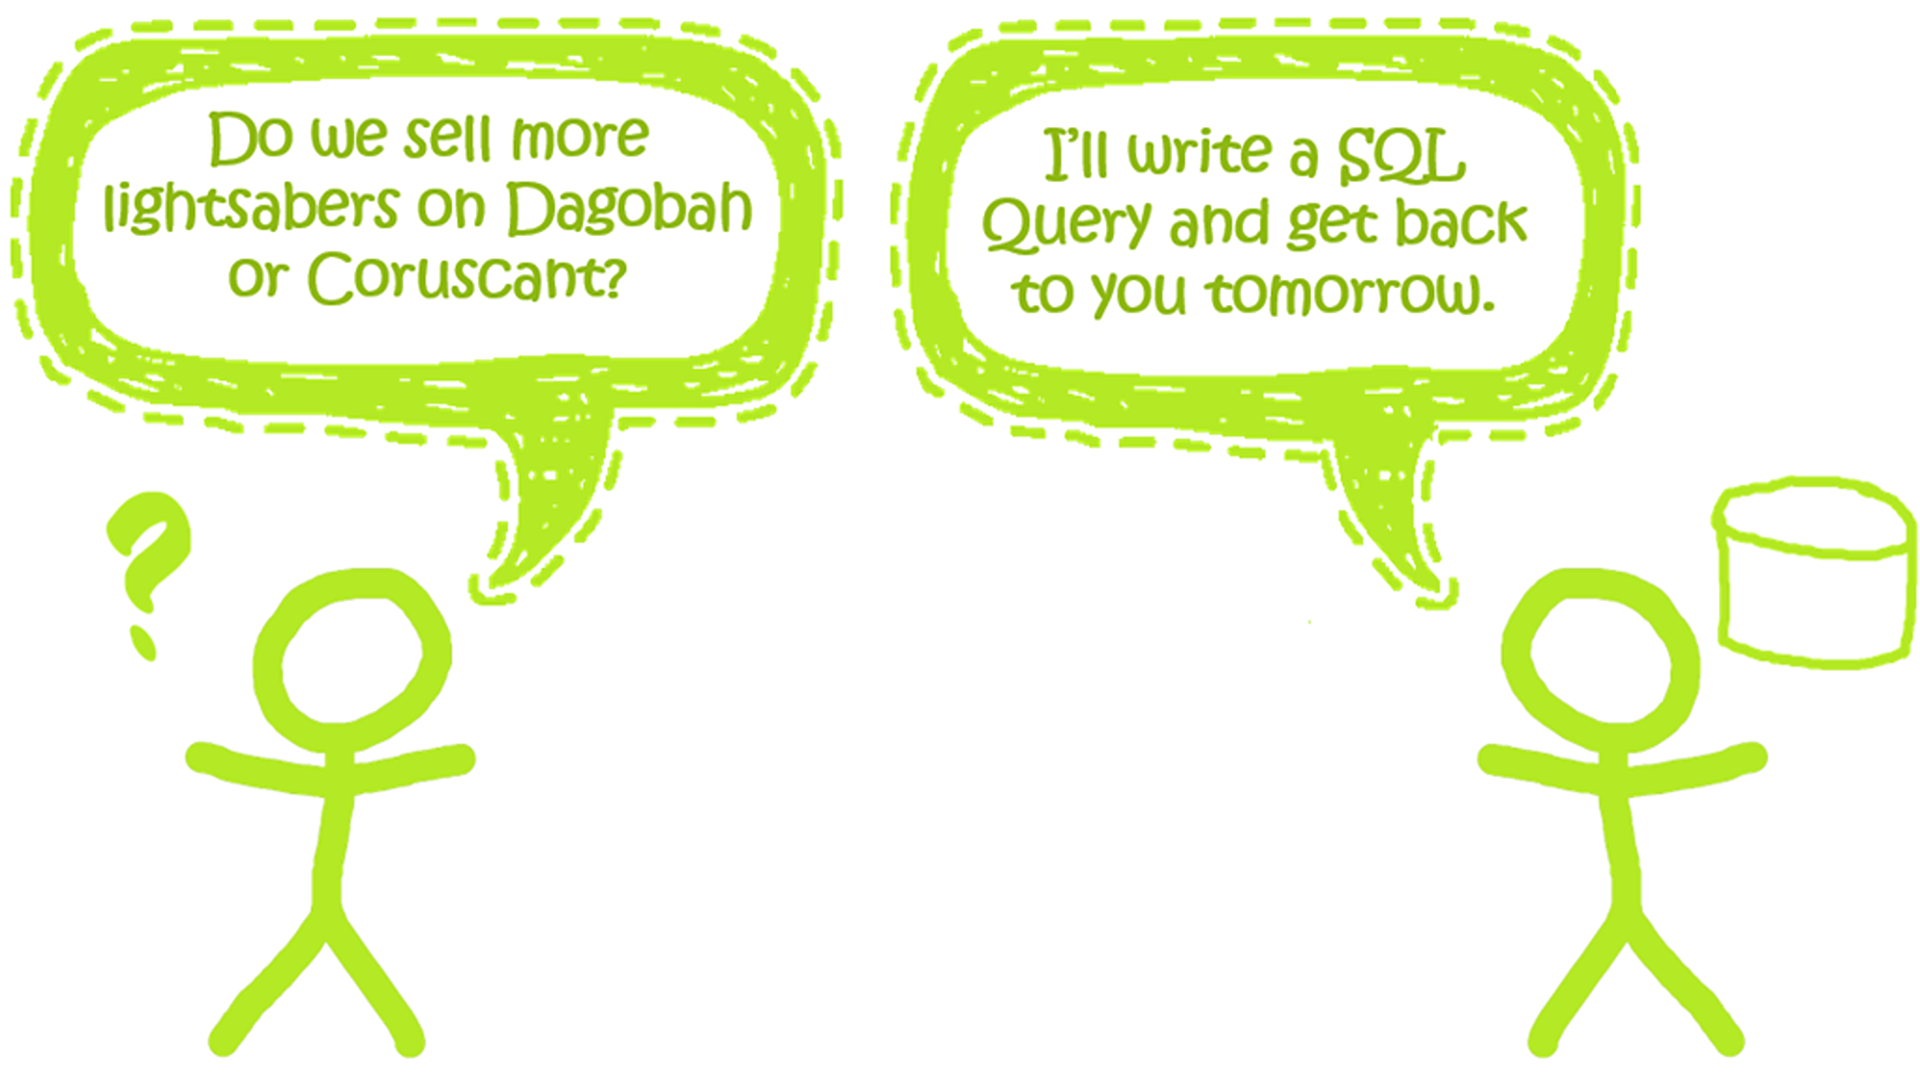 Do we sell more
lightsabers on Dagobah
or Coruscant?
I'll write a SQL
Query and get back
to you tomorrow.
?